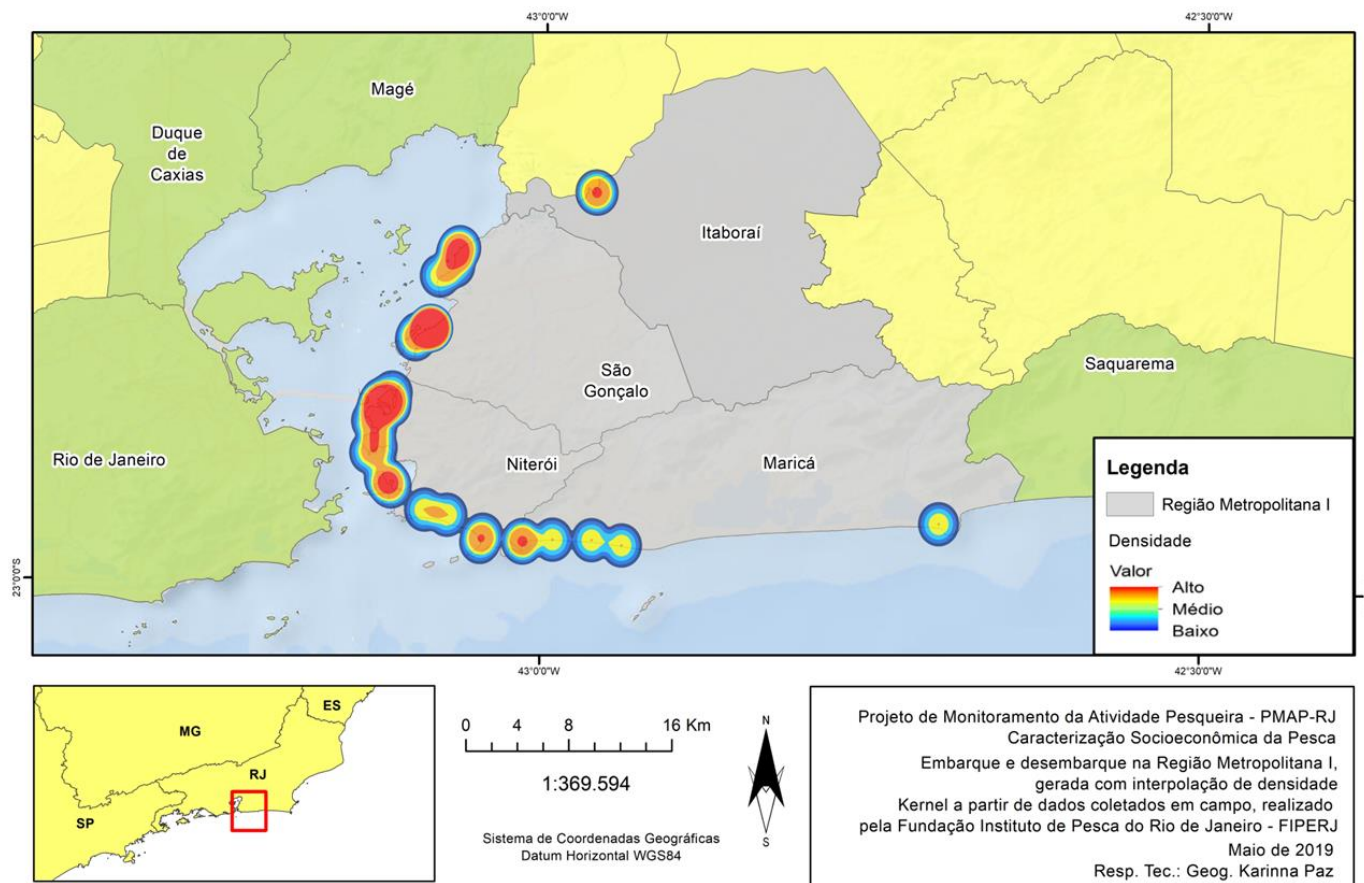 43°0'0"W
42°30'0"W
Magé
Duque
de
Caxias
Itaboraí
São
Gonçalo
Saquarema
Rio de Janeiro
Niterói
Maricá
23°0'0"S
Legenda
Região Metropolitana I
Densidade
Valor
Alto
Médio
Baixo
43°0'0"W
42°30'0"W
ES
MG
RJ
SP
0 4 8 16 Km
1:369.594
Sistema de Coordenadas Geográficas
Datum Horizontal WGS84
N
S
Projeto de Monitoramento da Atividade Pesqueira - PMAP-RJ
Caracterização Socioeconômica da Pesca
Embarque e desembarque na Região Metropolitana I,
gerada com interpolação de densidade
Kernel a partir de dados coletados em campo, realizado
pela Fundação Instituto de Pesca do Rio de Janeiro - FIPERJ
Maio de 2019
Resp. Tec.: Geog. Karinna Paz